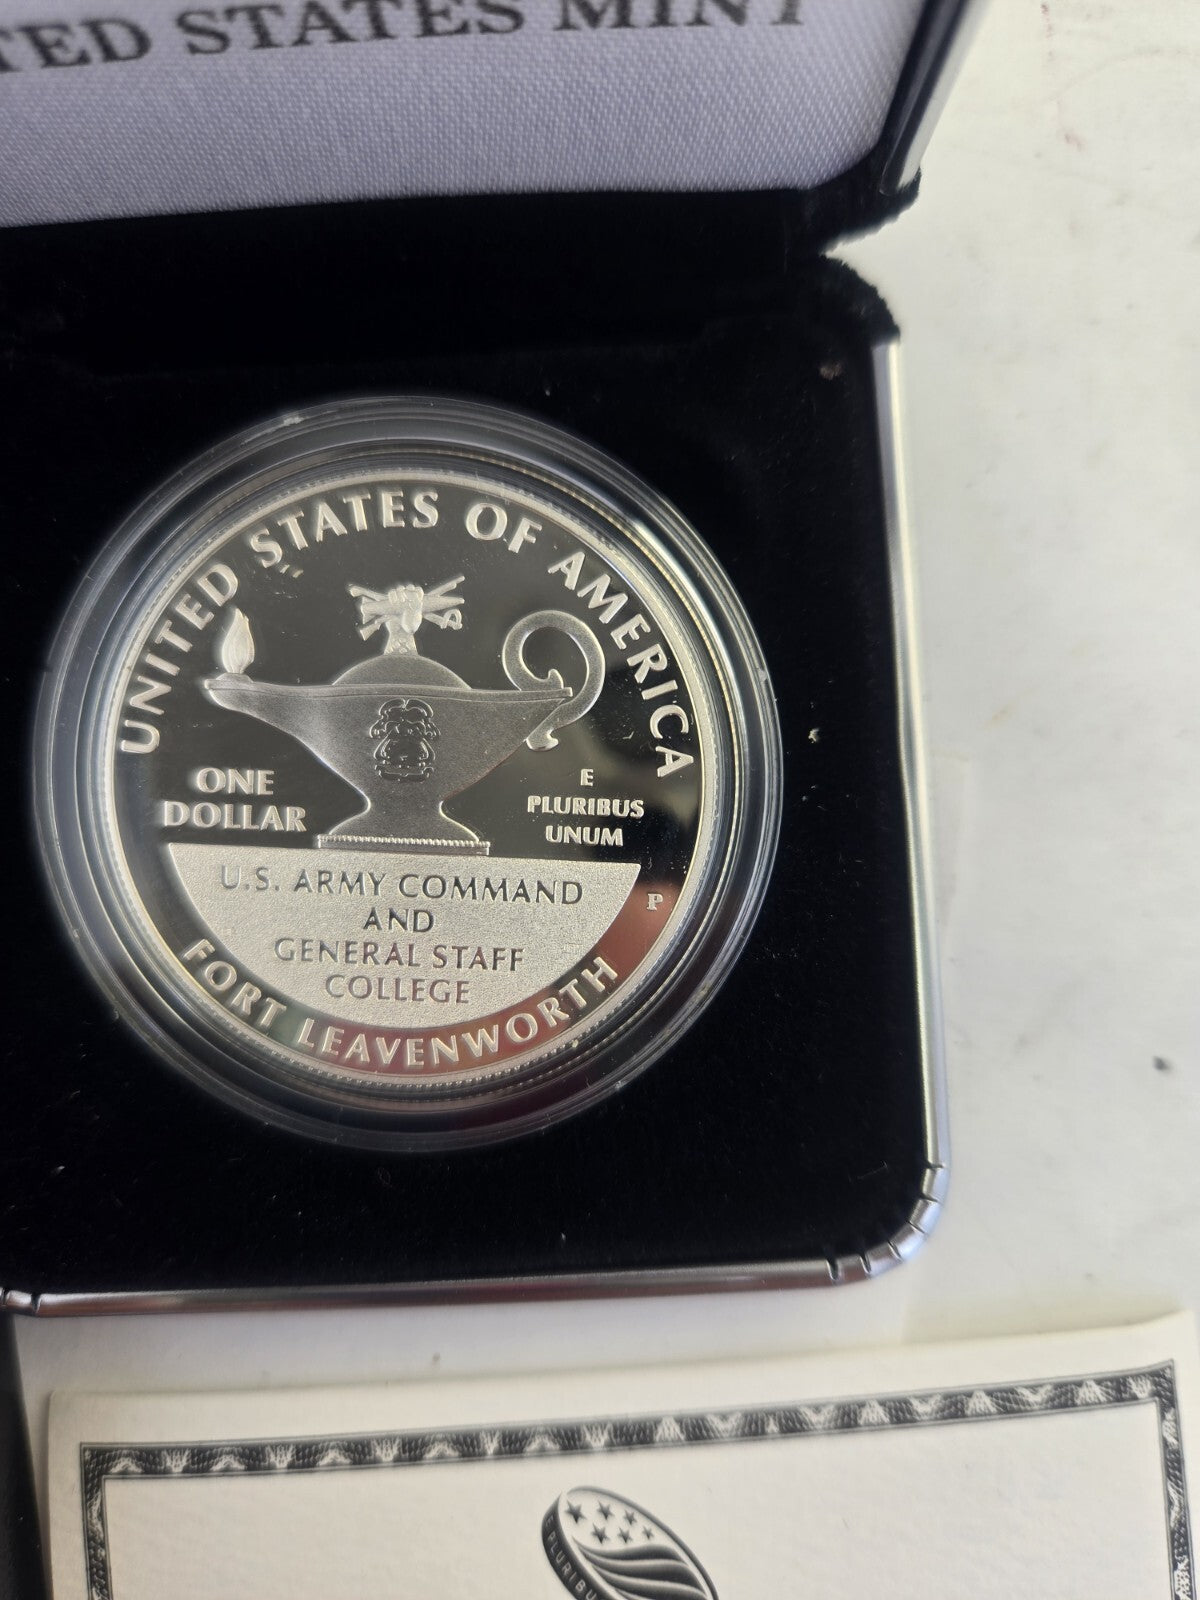 TED STATES MINT
UNITED STATES OF AMERICA
ONE
DOLLAR
E
PLURIBUS
UNUM
P
U.S. ARMY COMMAND
AND
GENERAL STAFF
COLLEGE
FORT LEAVENWORTH
E PLURIBU